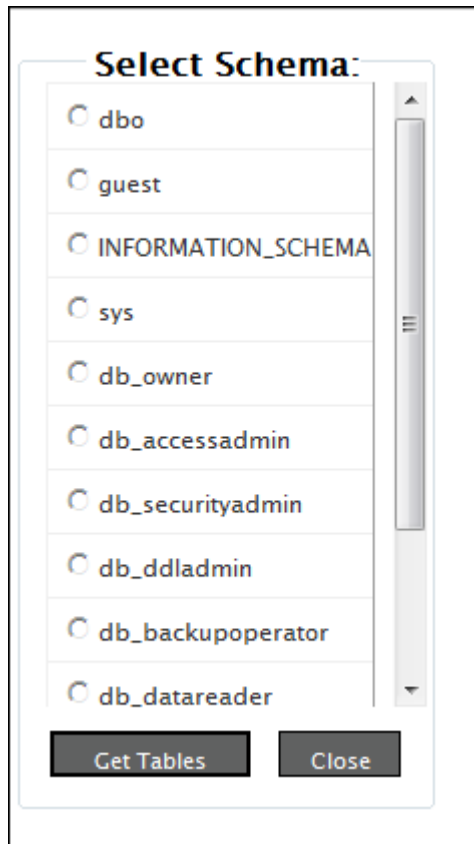 Select Schema:
dbo
guest
INFORMATION_SCHEMA
sys
db_owner
db_accessadmin
db_securityadmin
db_ddladmin
db_backupoperator
db_datareader
Get Tables
Close